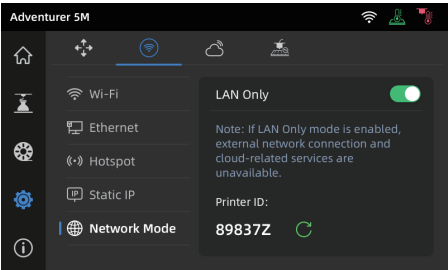 Adventurer 5M
Wi-Fi
Ethernet
Hotspot
IP
Static IP
Network Mode
LAN Only
Note: If LAN Only mode is enabled,
external network connection and
cloud-related services are
unavailable.
Printer ID:
89837Z